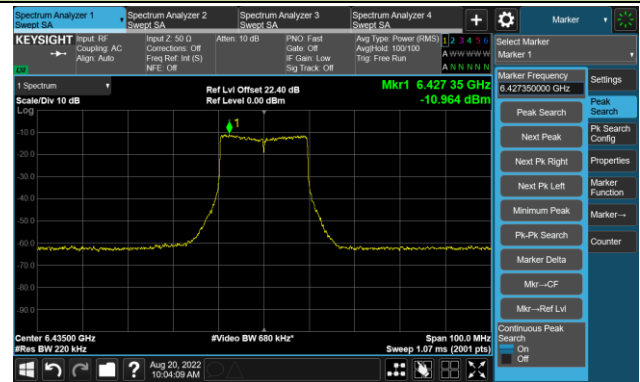 Spectrum Analyzer 1
Swept SA
Spectrum Analyzer 2
Swept SA
Spectrum Analyzer 3
Swept SA
Spectrum Analyzer 4
Swept SA
+
Marker
KEYSIGHT
Input: RF
Coupling: AC
Align: Auto
Input Z: 50 Ω
Corrections: Off
Freq Ref: Int (S)
NFE: Off
Atten: 10 dB
PNO: Fast
Gate: Off
IF Gain: Low
Sig Track: Off
Avg Type: Power (RMS)
Avg|Hold: 100/100
Trig: Free Run
1 2 3 4 5 6
A W W W W W
A N N N N N
LXI
Select Marker
Marker 1
1 Spectrum
Scale/Div 10 dB
Log
Ref Lvl Offset 22.40 dB
Ref Level 0.00 dBm
Mkr1 6.427 35 GHz
-10.964 dBm
1
-10.0
-20.0
-30.0
-40.0
-50.0
-60.0
-70.0
-80.0
-90.0
Center 6.43500 GHz
#Res BW 220 kHz
#Video BW 680 kHz*
Span 100.0 MHz
Sweep 1.07 ms (2001 pts)
Marker Frequency
6.427350000 GHz
Peak Search
Next Peak
Next Pk Right
Next Pk Left
Minimum Peak
Pk-Pk Search
Marker Delta
Mkr→CF
Mkr→Ref Lvl
Continuous Peak
Search
On
Off
Settings
Peak
Search
Pk Search
Config
Properties
Marker
Function
Marker→
Counter
?
Aug 20, 2022
10:04:09 AM